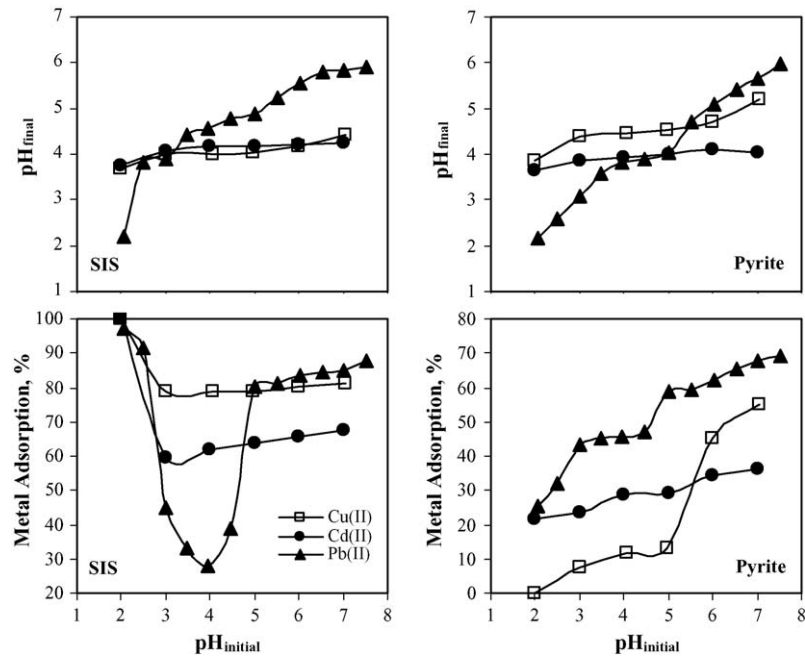 7
6
5
4
3
2
1
pHfinal
SIS
7
6
5
4
3
2
1
pHfinal
Pyrite
100
90
80
70
60
50
40
30
20
Metal Adsorption, %
Cu(II)
Cd(II)
Pb(II)
SIS
1 2 3 4 5 6 7 8
pHinitial
80
70
60
50
40
30
20
10
0
Metal Adsorption, %
Pyrite
1 2 3 4 5 6 7 8
pHinitial